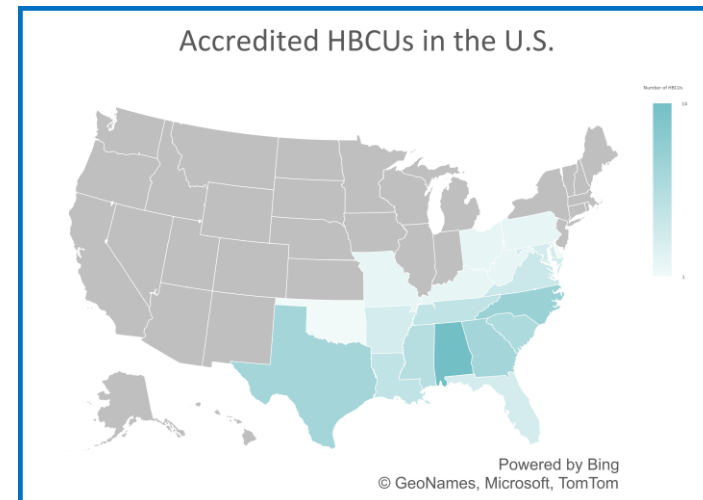 Accredited HBCUs in the U.S.
Number of HBCUs
14
1
Powered by Bing
© GeoNames, Microsoft, TomTom